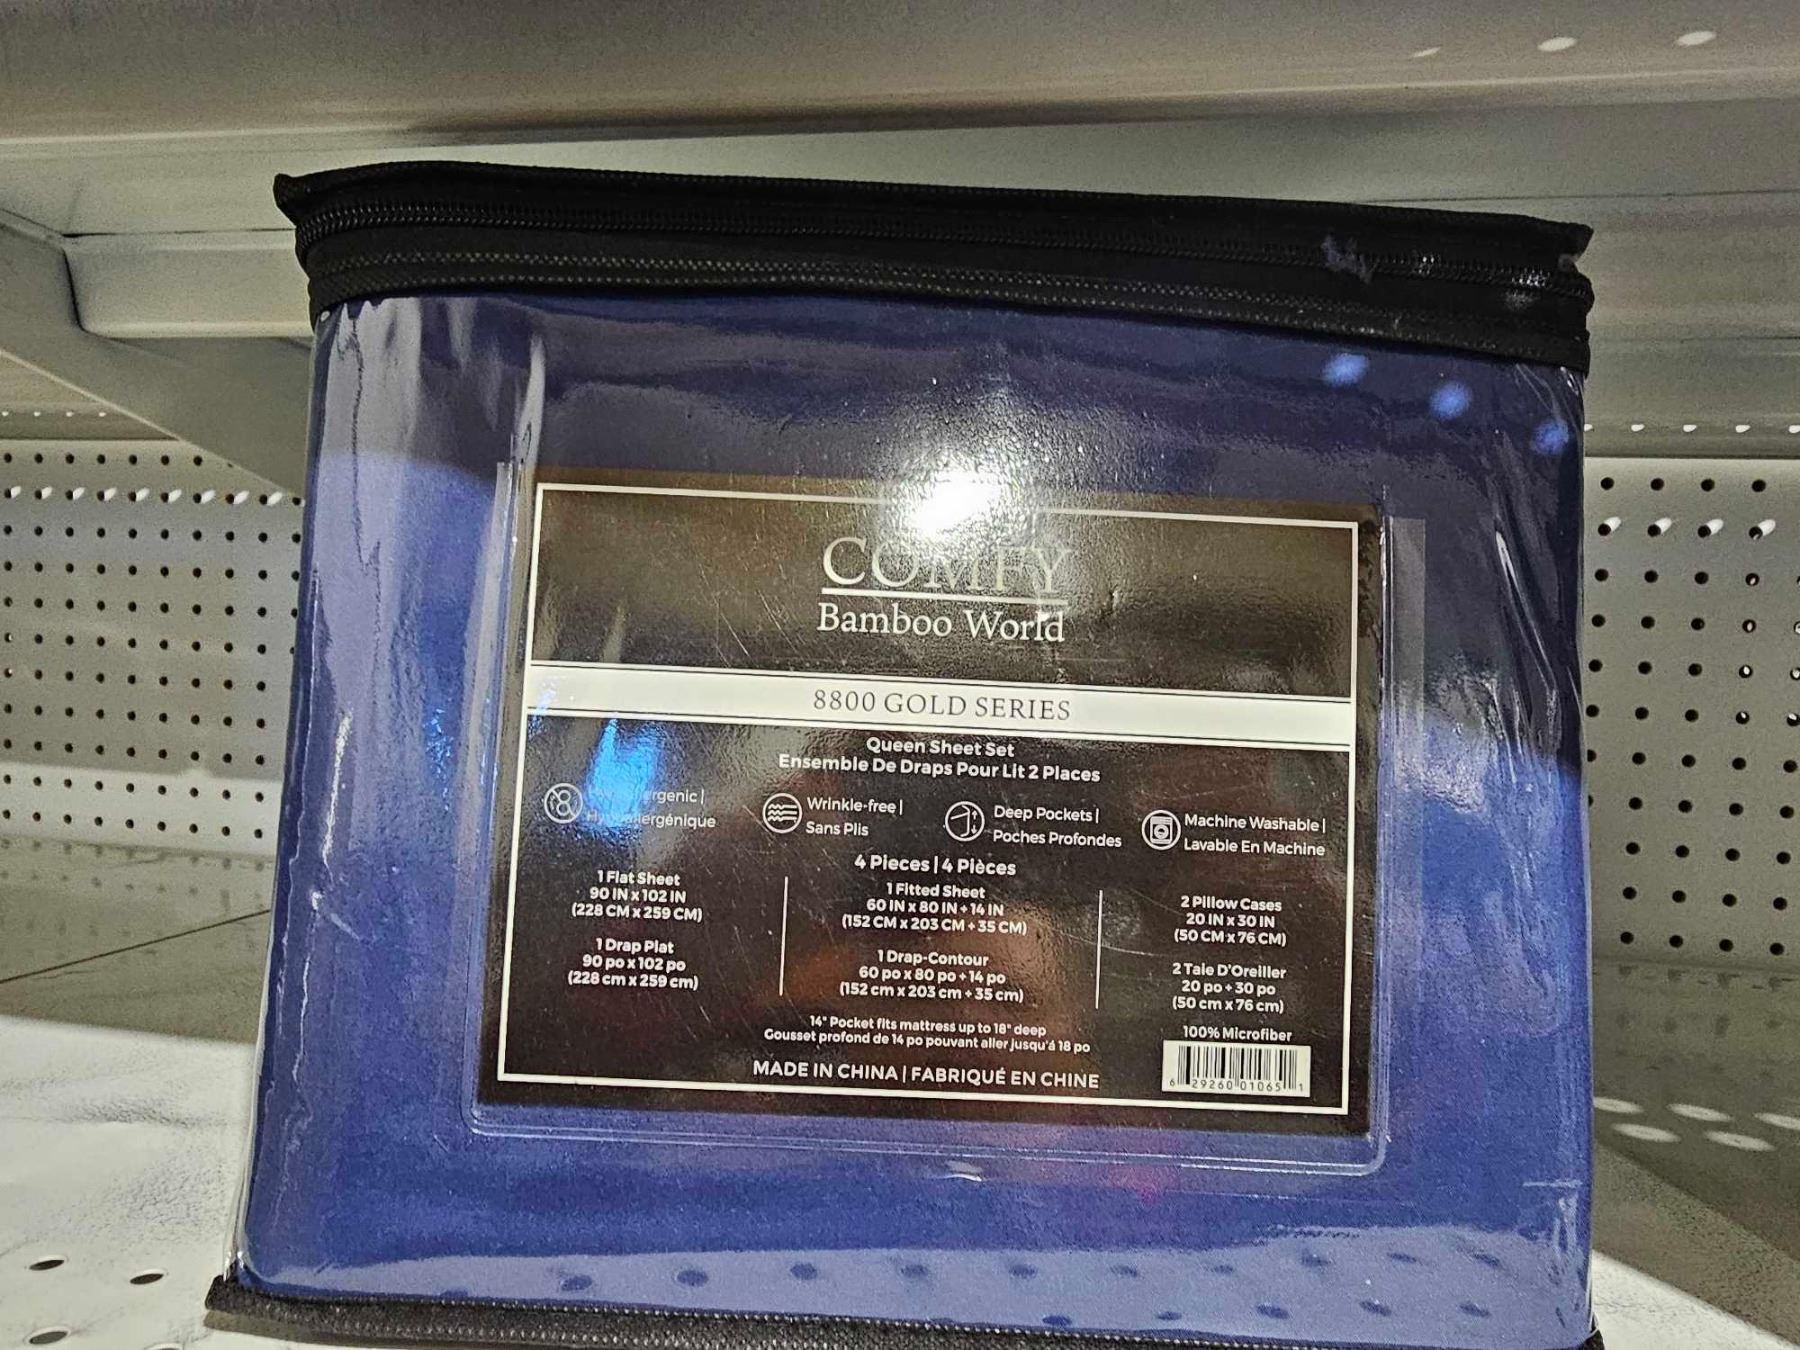 COMFY
Bamboo World
8800 GOLD SERIES
Queen Sheet Set
Ensemble De Draps Pour Lit 2 Places
Hypoallergénique
Wrinkle-free |
Sans Plis
Deep Pockets |
Poches Profondes
Machine Washable |
Lavable En Machine
4 Pieces | 4 Pièces
1 Flat Sheet
90 IN x 102 IN
(228 CM x 259 CM)
1 Drap Plat
90 po x 102 po
(228 cm x 259 cm)
1 Fitted Sheet
60 IN x 80 IN + 14 IN
(152 CM x 203 CM + 35 CM)
1 Drap-Contour
60 po x 80 po + 14 po
(152 cm x 203 cm + 35 cm)
2 Pillow Cases
20 IN x 30 IN
(50 CM x 76 CM)
2 Taie D'Oreiller
20 po + 30 po
(50 cm x 76 cm)
14" Pocket fits mattress up to 18" deep
Gousset profond de 14 po pouvant aller jusqu'à 18 po
MADE IN CHINA | FABRIQUÉ EN CHINE
100% Microfiber
6 29260 01065 1